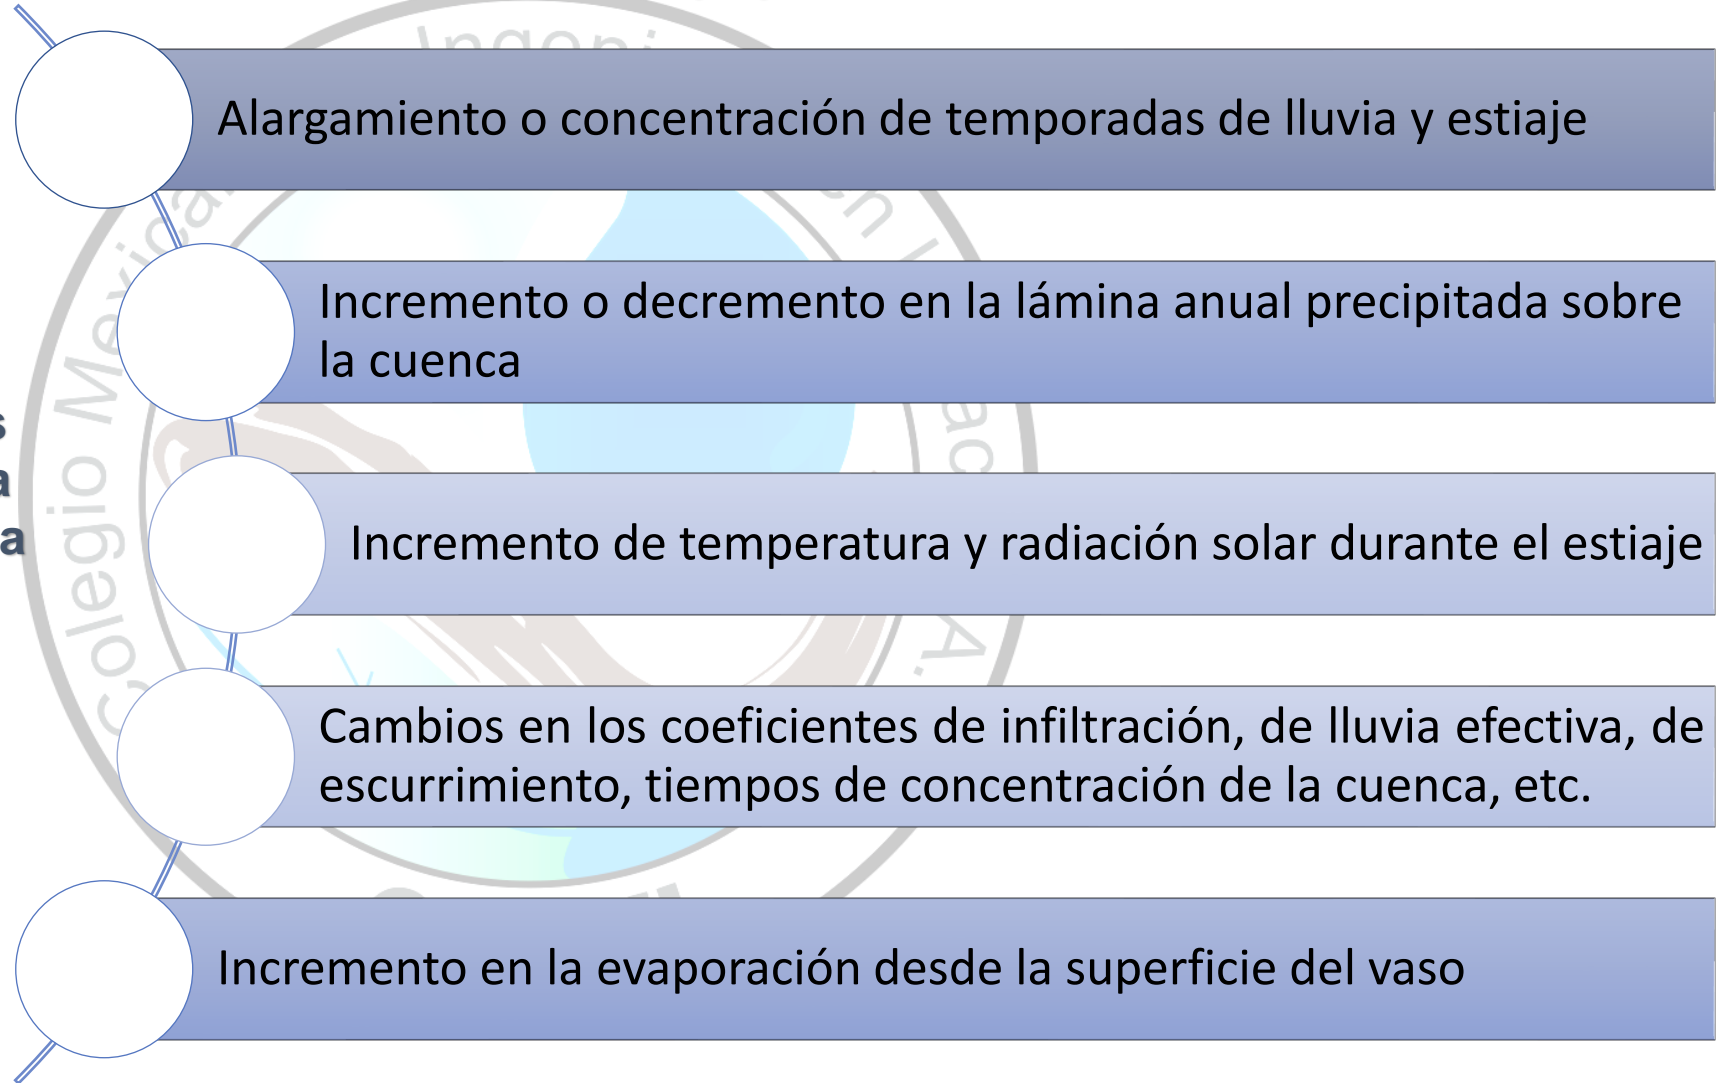 Alargamiento o concentración de temporadas de lluvia y estiaje
Incremento o decremento en la lámina anual precipitada sobre
la cuenca
Incremento de temperatura y radiación solar durante el estiaje
Cambios en los coeficientes de infiltración, de lluvia efectiva, de
escurrimiento, tiempos de concentración de la cuenca, etc.
Incremento en la evaporación desde la superficie del vaso
Colegio